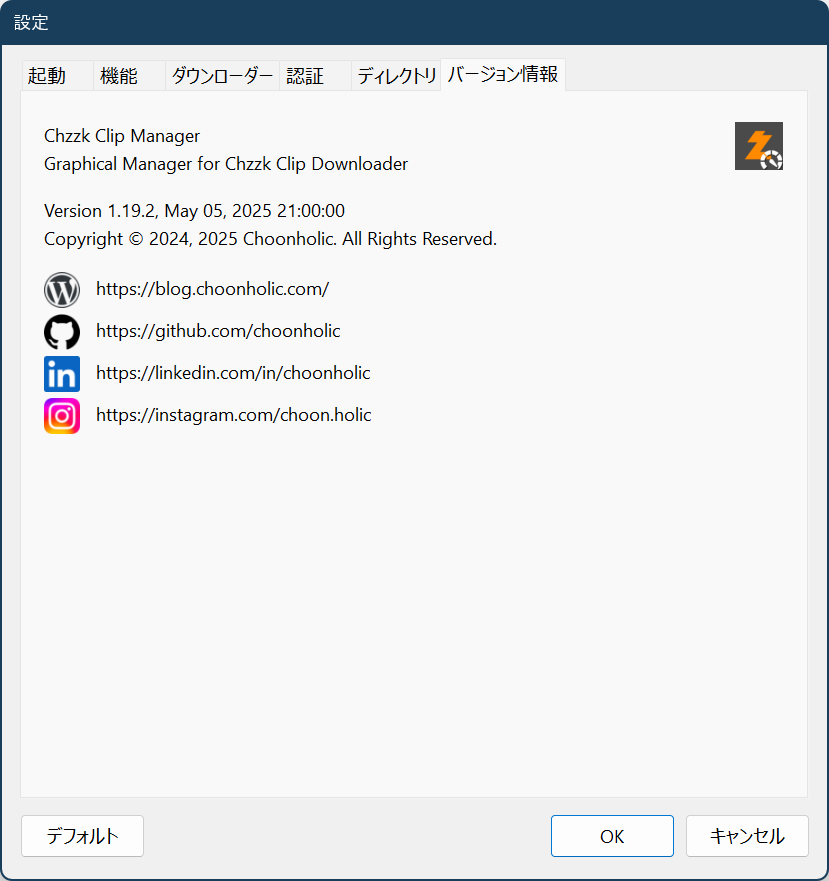 設定
起動 機能 ダウンローダー 認証 ディレクトリ バージョン情報
Chzzk Clip Manager
Graphical Manager for Chzzk Clip Downloader
Version 1.19.2, May 05, 2025 21:00:00
Copyright © 2024, 2025 Choonholic. All Rights Reserved.
https://blog.choonholic.com/
https://github.com/choonholic
https://linkedin.com/in/choonholic
https://instagram.com/choon.holic
デフォルト OK キャンセル